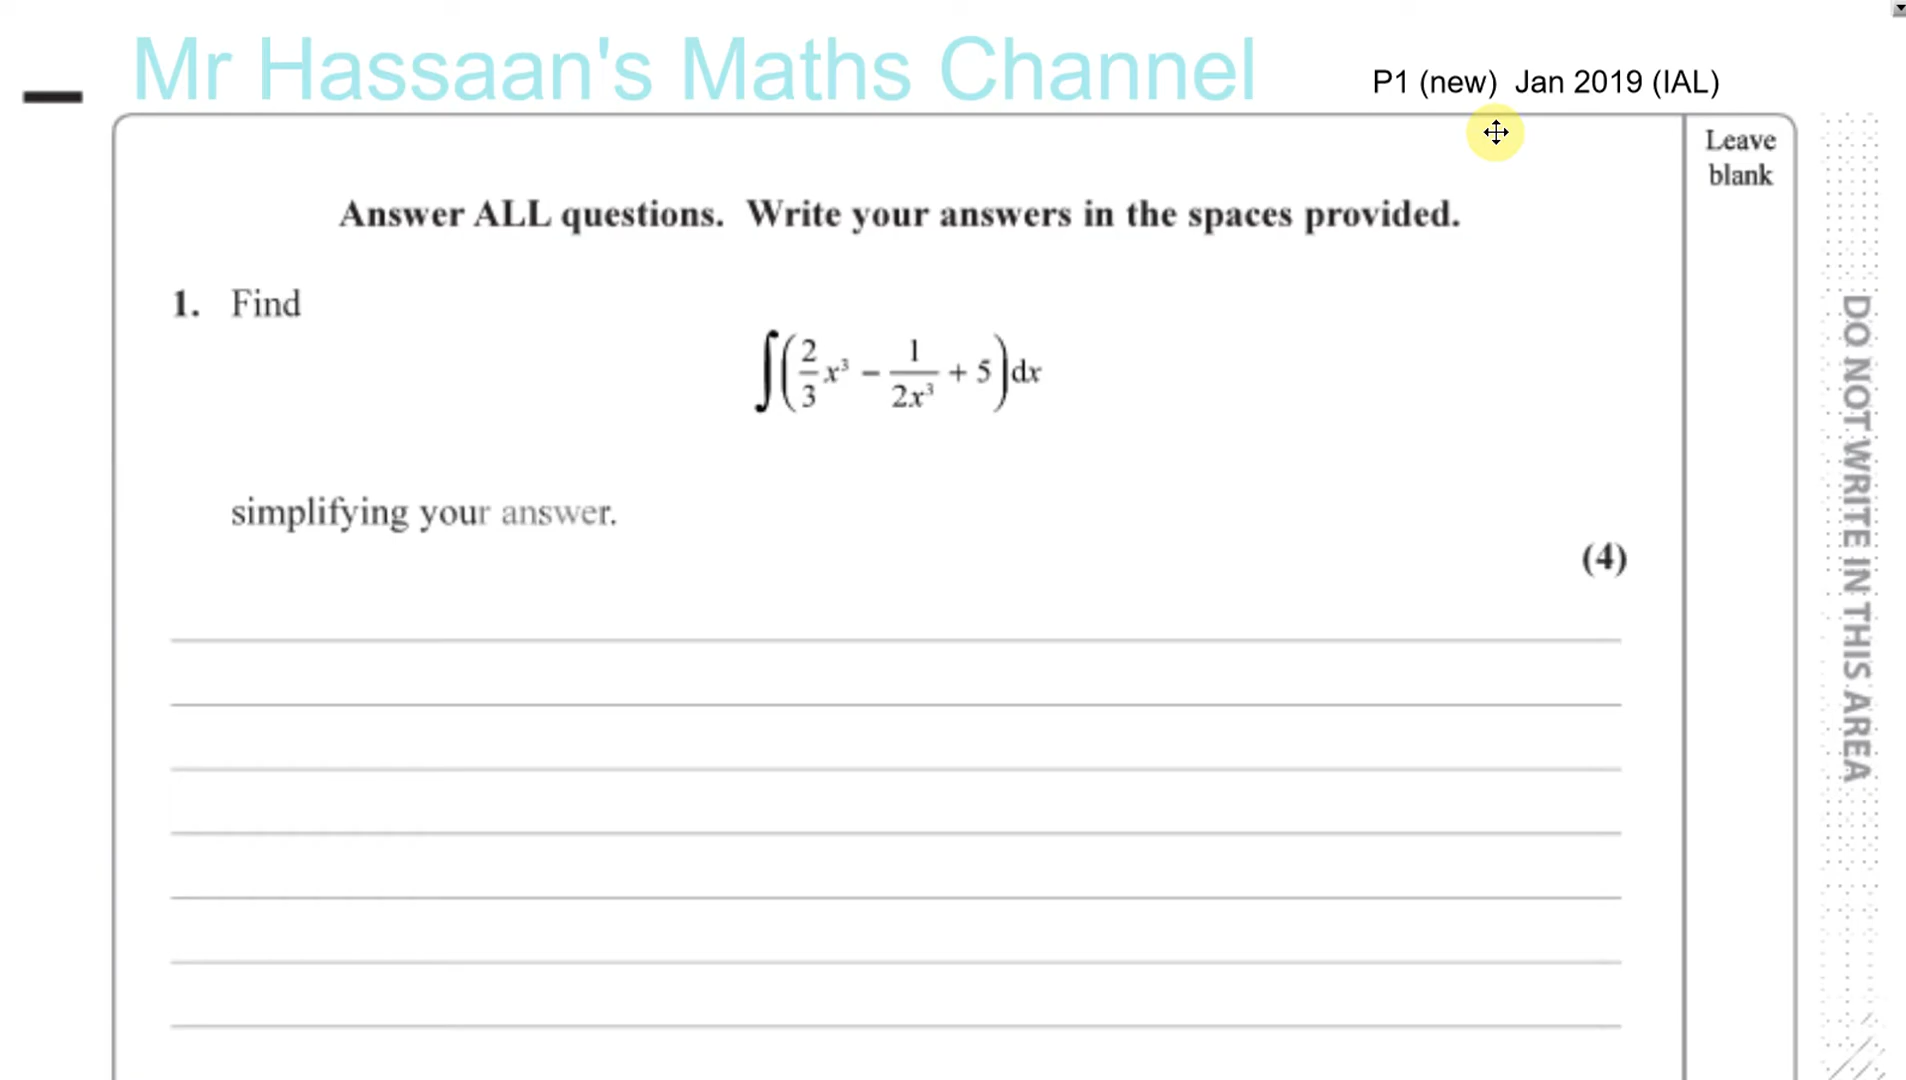 Mr Hassaan's Maths Channel
P1 (new)  Jan 2019 (IAL)
Leave
blank
Answer ALL questions.  Write your answers in the spaces provided.
1.  Find
∫(2/3 x³ − 1/(2x³) + 5)dx
simplifying your answer.
(4)
DO NOT WRITE IN THIS AREA